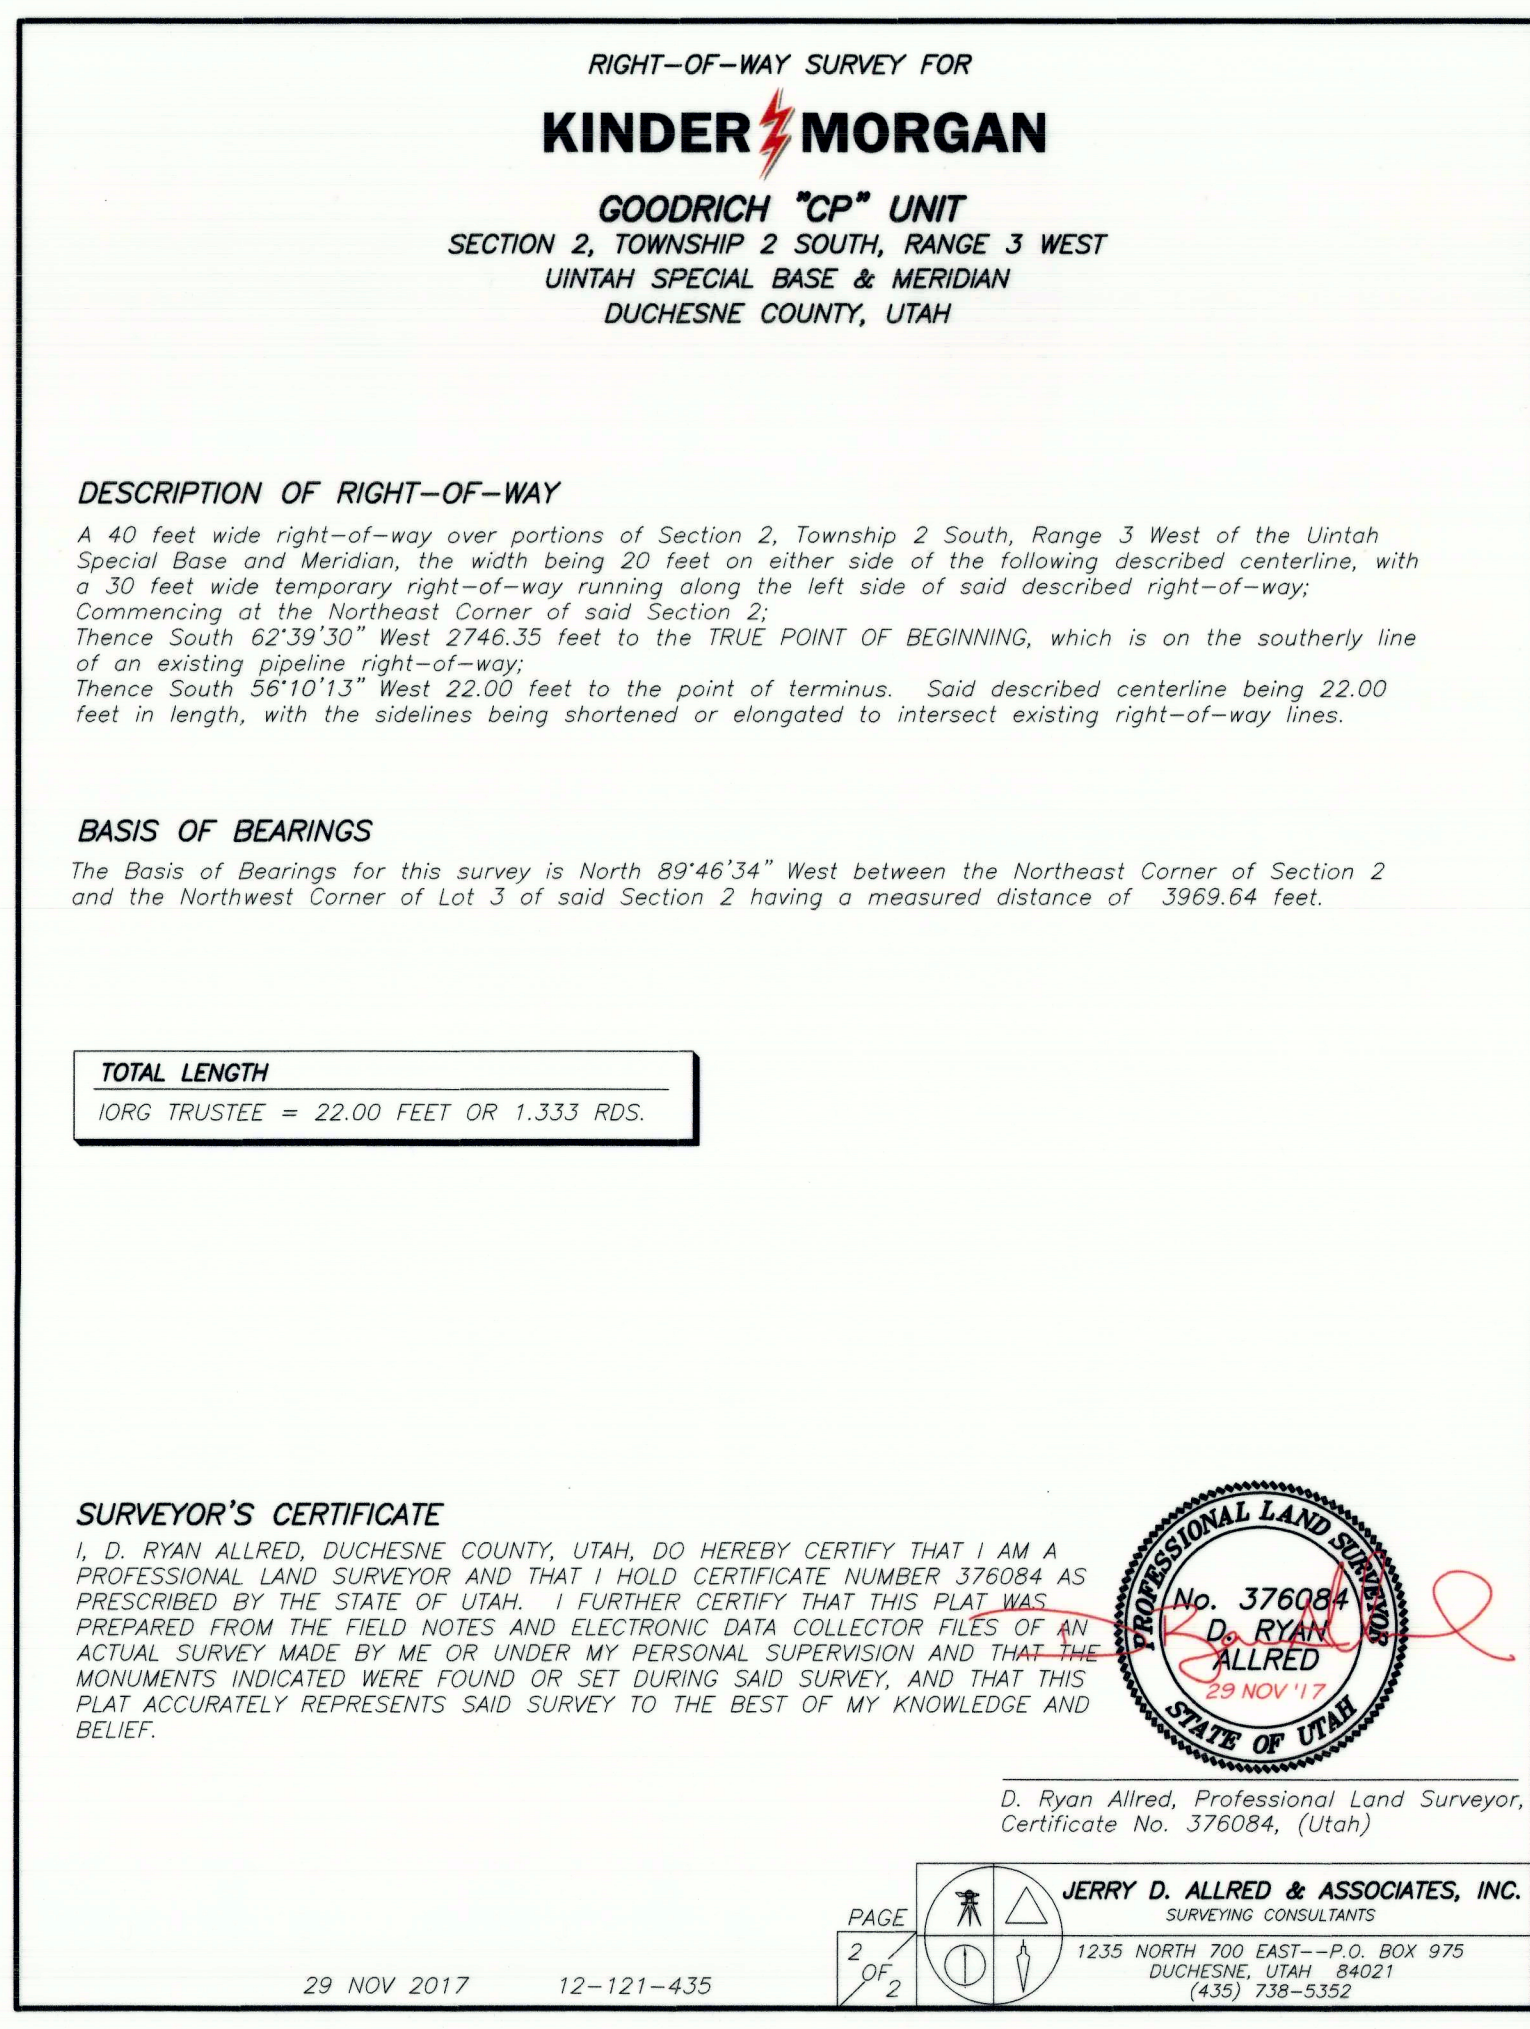 RIGHT-OF-WAY SURVEY FOR
KINDER MORGAN
GOODRICH "CP" UNIT
SECTION 2, TOWNSHIP 2 SOUTH, RANGE 3 WEST
UINTAH SPECIAL BASE & MERIDIAN
DUCHESNE COUNTY, UTAH
DESCRIPTION OF RIGHT-OF-WAY
A 40 feet wide right-of-way over portions of Section 2, Township 2 South, Range 3 West of the Uintah
Special Base and Meridian, the width being 20 feet on either side of the following described centerline, with
a 30 feet wide temporary right-of-way running along the left side of said described right-of-way;
Commencing at the Northeast Corner of said Section 2;
Thence South 62°39'30" West 2746.35 feet to the TRUE POINT OF BEGINNING, which is on the southerly line
of an existing pipeline right-of-way;
Thence South 56°10'13" West 22.00 feet to the point of terminus. Said described centerline being 22.00
feet in length, with the sidelines being shortened or elongated to intersect existing right-of-way lines.
BASIS OF BEARINGS
The Basis of Bearings for this survey is North 89°46'34" West between the Northeast Corner of Section 2
and the Northwest Corner of Lot 3 of said Section 2 having a measured distance of 3969.64 feet.
TOTAL LENGTH
IORG TRUSTEE = 22.00 FEET OR 1.333 RDS.
SURVEYOR'S CERTIFICATE
I, D. RYAN ALLRED, DUCHESNE COUNTY, UTAH, DO HEREBY CERTIFY THAT I AM A
PROFESSIONAL LAND SURVEYOR AND THAT I HOLD CERTIFICATE NUMBER 376084 AS
PRESCRIBED BY THE STATE OF UTAH. I FURTHER CERTIFY THAT THIS PLAT WAS
PREPARED FROM THE FIELD NOTES AND ELECTRONIC DATA COLLECTOR FILES OF AN
ACTUAL SURVEY MADE BY ME OR UNDER MY PERSONAL SUPERVISION AND THAT THE
MONUMENTS INDICATED WERE FOUND OR SET DURING SAID SURVEY, AND THAT THIS
PLAT ACCURATELY REPRESENTS SAID SURVEY TO THE BEST OF MY KNOWLEDGE AND
BELIEF.
PROFESSIONAL LAND SURVEYOR
No. 376084
D. RYAN
ALLRED
29 NOV '17
STATE OF UTAH
D. Ryan Allred, Professional Land Surveyor,
Certificate No. 376084, (Utah)
JERRY D. ALLRED & ASSOCIATES, INC.
SURVEYING CONSULTANTS
1235 NORTH 700 EAST--P.O. BOX 975
DUCHESNE, UTAH 84021
(435) 738-5352
PAGE
2
OF
2
29 NOV 2017 12-121-435